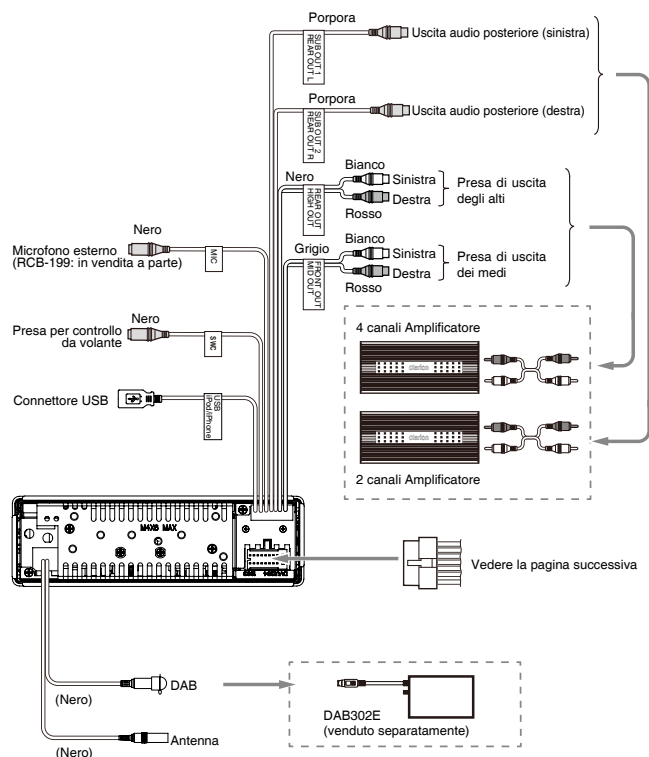 Porpora
SUB OUT 1
REAR OUT L
Uscita audio posteriore (sinistra)
Porpora
SUB OUT 2
REAR OUT R
Uscita audio posteriore (destra)
Bianco
Nero
REAR OUT
HIGH OUT
Sinistra
Destra
Presa di uscita
degli alti
Rosso
Nero
Microfono esterno
(RCB-199: in vendita a parte)
MIC
Grigio
Bianco
FRONT OUT
MID OUT
Sinistra
Destra
Presa di uscita
dei medi
Rosso
Nero
Presa per controllo
da volante
SWC
4 canali Amplificatore
clarion
Connettore USB
USB
iPod/iPhone
clarion
2 canali Amplificatore
M4X6 MAX
Vedere la pagina successiva
DAB
(Nero)
DAB302E
(venduto separatamente)
Antenna
(Nero)